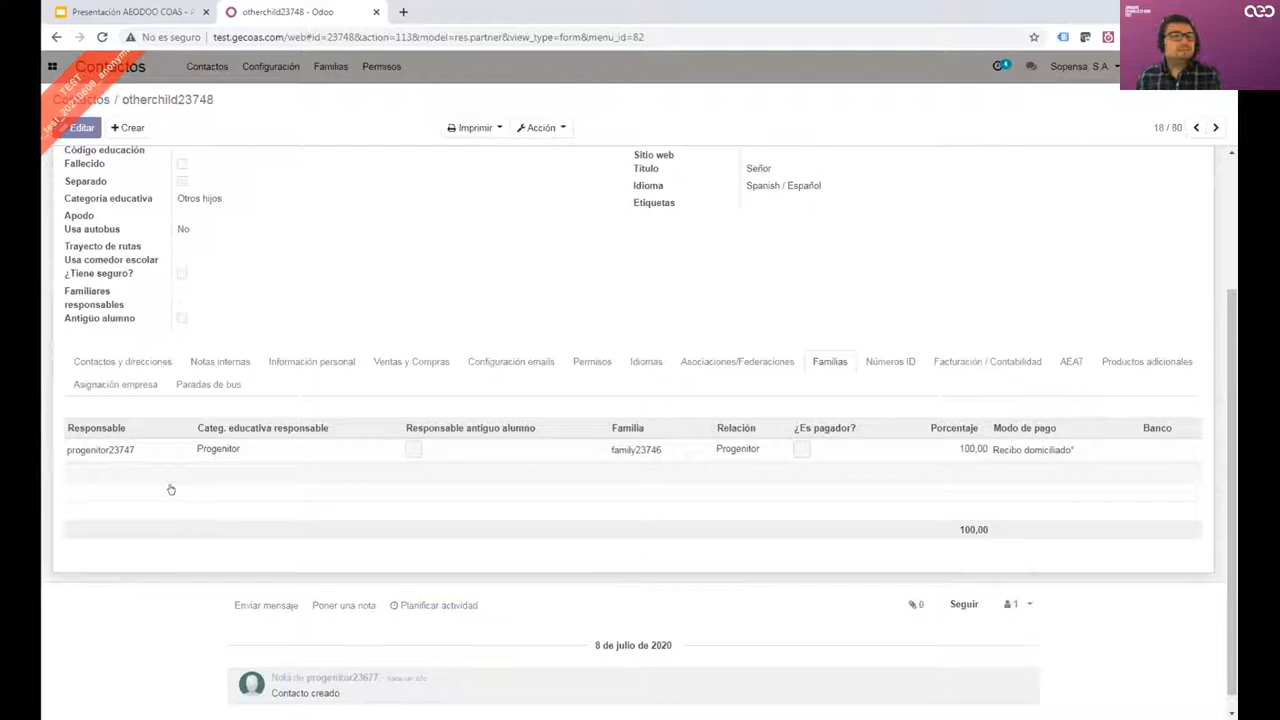 Presentación AEODOO COAS - A
otherchild23748 - Odoo
No es seguro
test.gecoas.com/web#id=23748&action=113&model=res.partner&view_type=form&menu_id=82
Contactos
Contactos Configuración Familias Permisos
4
Sopensa, S.A.
TEST
Contactos / otherchild23748
Editar
Crear
Imprimir
Acción
18 / 80
Código educación
Fallecido
Separado
Categoria educativa Otros hijos
Apodo
Usa autobus No
Trayecto de rutas
Usa comedor escolar
¿Tiene seguro?
Familiares
responsables
Antigüo alumno
Sitio web
Título Señor
Idioma Spanish / Español
Etiquetas
Contactos y direcciones Notas internas Información personal Ventas y Compras Configuración emails Permisos Idiomas Asociaciones/Federaciones Familias Números ID Facturación / Contabilidad AEAT Productos adicionales
Asignación empresa Paradas de bus
Responsable Categ. educativa responsable Responsable antiguo alumno Familia Relación ¿Es pagador? Porcentaje Modo de pago Banco
progenitor23747 Progenitor family23746 Progenitor 100,00 Recibo domiciliado*
100,00
Enviar mensaje Poner una nota Planificar actividad
0 Seguir 1
8 de julio de 2020
Nota de progenitor23677 -
Contacto creado